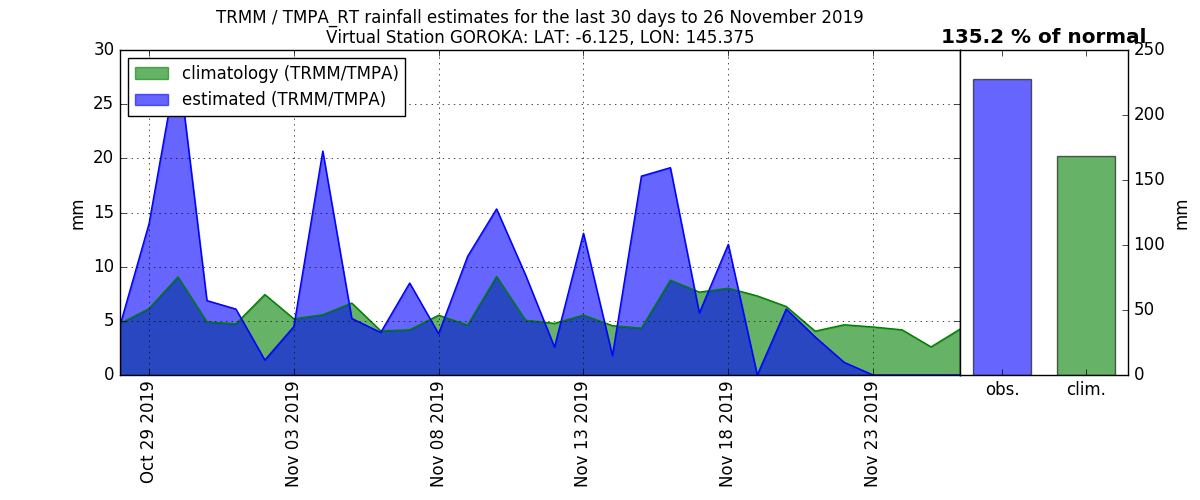 TRMM / TMPA_RT rainfall estimates for the last 30 days to 26 November 2019
Virtual Station GOROKA: LAT: -6.125, LON: 145.375
135.2 % of normal
climatology (TRMM/TMPA)
estimated (TRMM/TMPA)
30
25
20
15
10
5
0
mm
Oct 29 2019
Nov 03 2019
Nov 08 2019
Nov 13 2019
Nov 18 2019
Nov 23 2019
250
200
150
100
50
0
mm
obs.
clim.